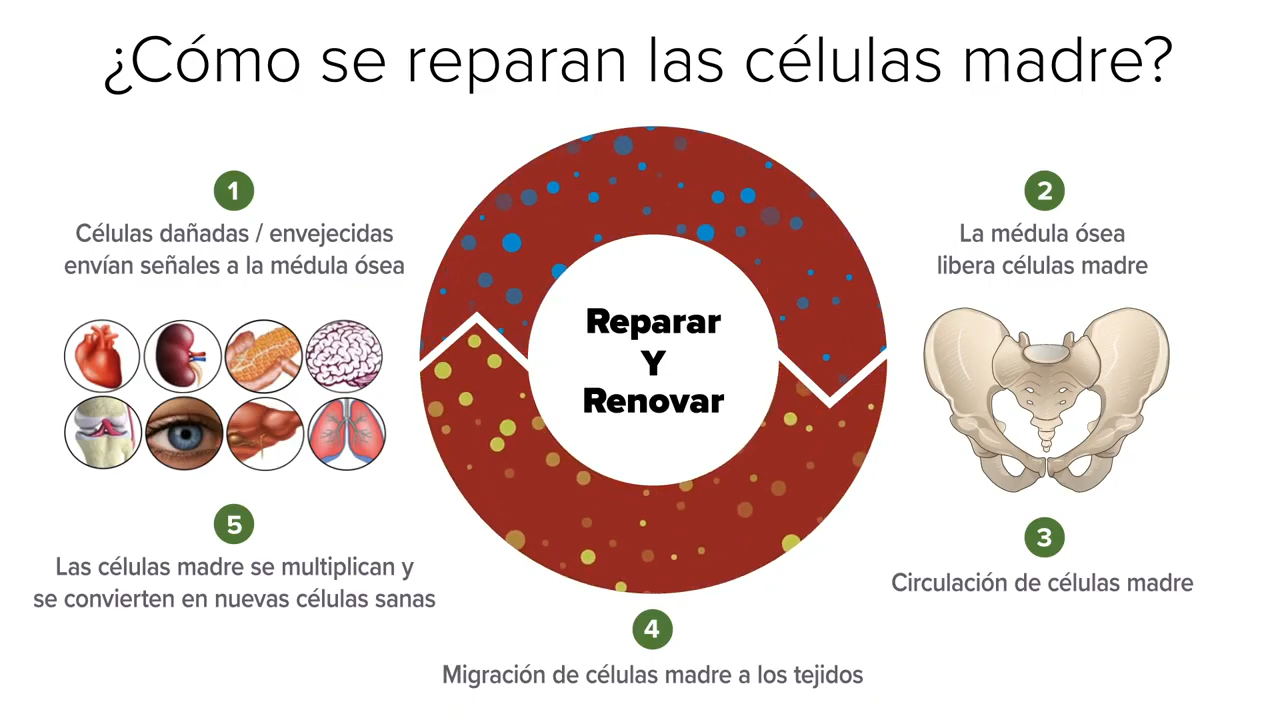 ¿Cómo se reparan las células madre?
1
Células dañadas / envejecidas
envían señales a la médula ósea
2
La médula ósea
libera células madre
Reparar
Y
Renovar
3
Circulación de células madre
4
Migración de células madre a los tejidos
5
Las células madre se multiplican y
se convierten en nuevas células sanas